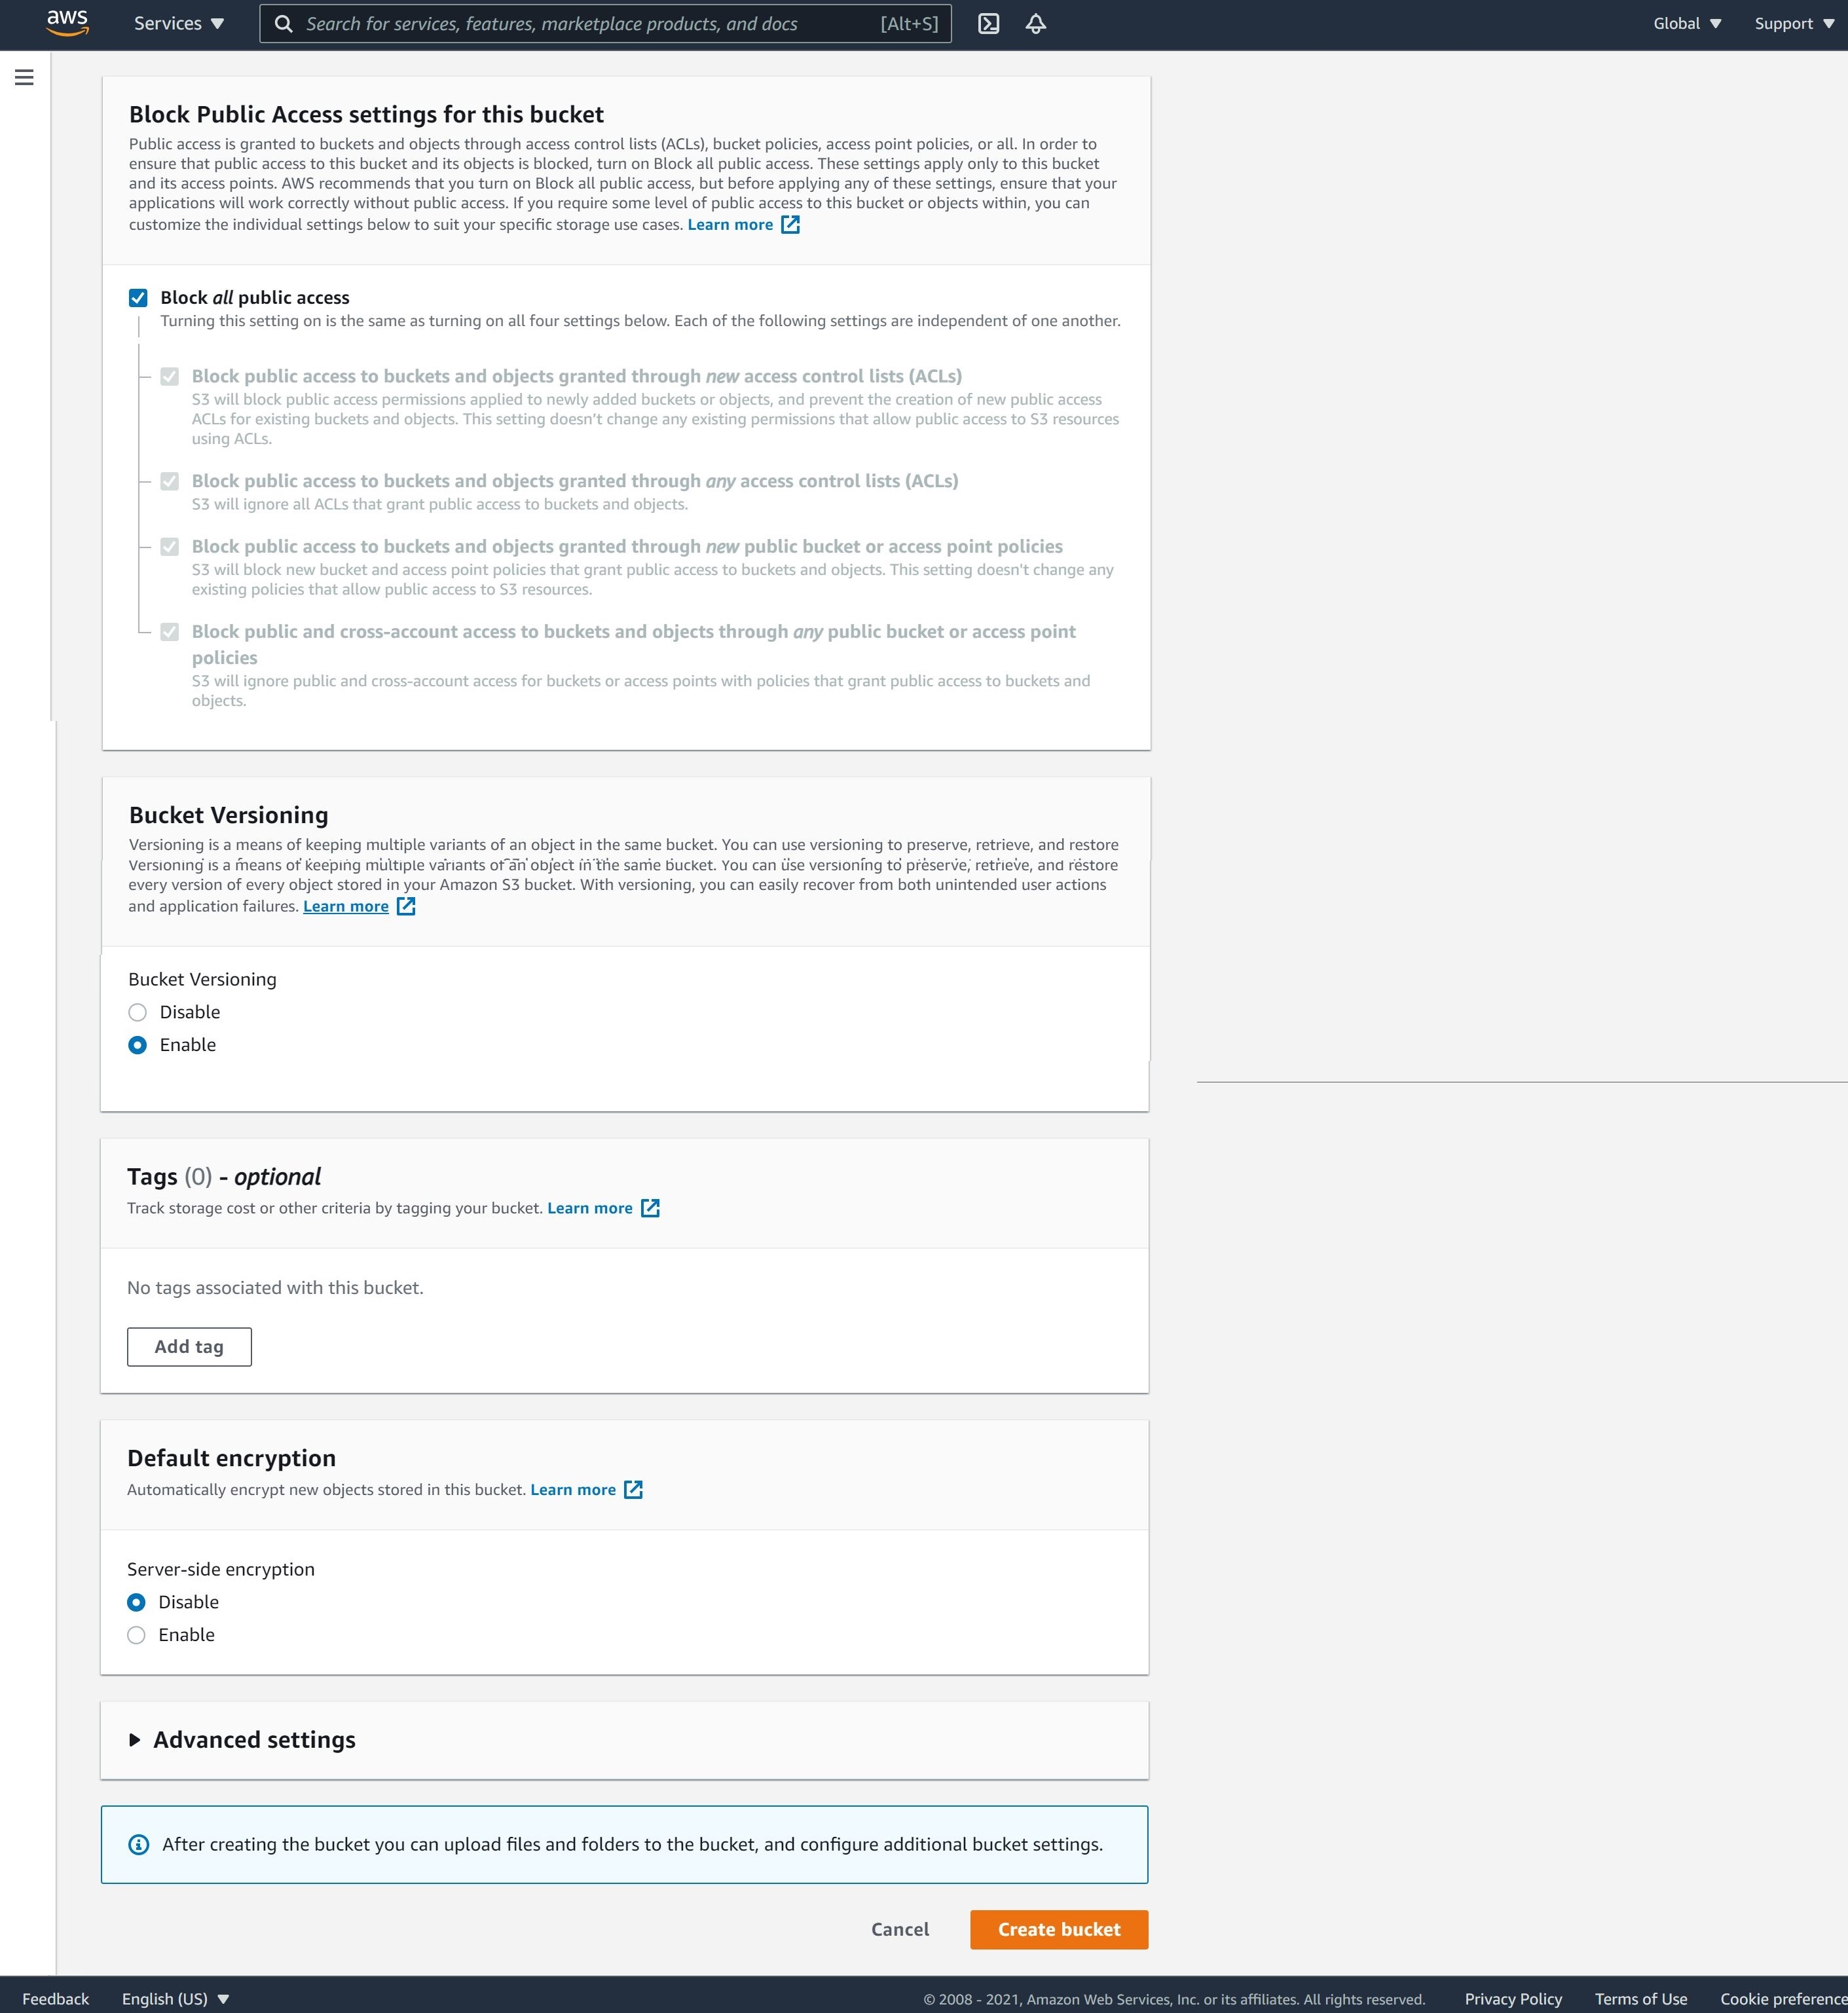 aws Services Search for services, features, marketplace products, and docs [Alt+S] Global Support
Block Public Access settings for this bucket
Public access is granted to buckets and objects through access control lists (ACLs), bucket policies, access point policies, or all. In order to
ensure that public access to this bucket and its objects is blocked, turn on Block all public access. These settings apply only to this bucket
and its access points. AWS recommends that you turn on Block all public access, but before applying any of these settings, ensure that your
applications will work correctly without public access. If you require some level of public access to this bucket or objects within, you can
customize the individual settings below to suit your specific storage use cases. Learn more
Block all public access
Turning this setting on is the same as turning on all four settings below. Each of the following settings are independent of one another.
Block public access to buckets and objects granted through new access control lists (ACLs)
S3 will block public access permissions applied to newly added buckets or objects, and prevent the creation of new public access
ACLs for existing buckets and objects. This setting doesn't change any existing permissions that allow public access to S3 resources
using ACLs.
Block public access to buckets and objects granted through any access control lists (ACLs)
S3 will ignore all ACLs that grant public access to buckets and objects.
Block public access to buckets and objects granted through new public bucket or access point policies
S3 will block new bucket and access point policies that grant public access to buckets and objects. This setting doesn't change any
existing policies that allow public access to S3 resources.
Block public and cross-account access to buckets and objects through any public bucket or access point
policies
S3 will ignore public and cross-account access for buckets or access points with policies that grant public access to buckets and
objects.
Bucket Versioning
Versioning is a means of keeping multiple variants of an object in the same bucket. You can use versioning to preserve, retrieve, and restore
Versioning is a means of keeping multiple variants of an object in the same bucket. You can use versioning to preserve, retrieve, and restore
every version of every object stored in your Amazon S3 bucket. With versioning, you can easily recover from both unintended user actions
and application failures. Learn more
Bucket Versioning
Disable
Enable
Tags (0) - optional
Track storage cost or other criteria by tagging your bucket. Learn more
No tags associated with this bucket.
Add tag
Default encryption
Automatically encrypt new objects stored in this bucket. Learn more
Server-side encryption
Disable
Enable
Advanced settings
After creating the bucket you can upload files and folders to the bucket, and configure additional bucket settings.
Cancel Create bucket
Feedback English (US) © 2008 - 2021, Amazon Web Services, Inc. or its affiliates. All rights reserved. Privacy Policy Terms of Use Cookie preferenc